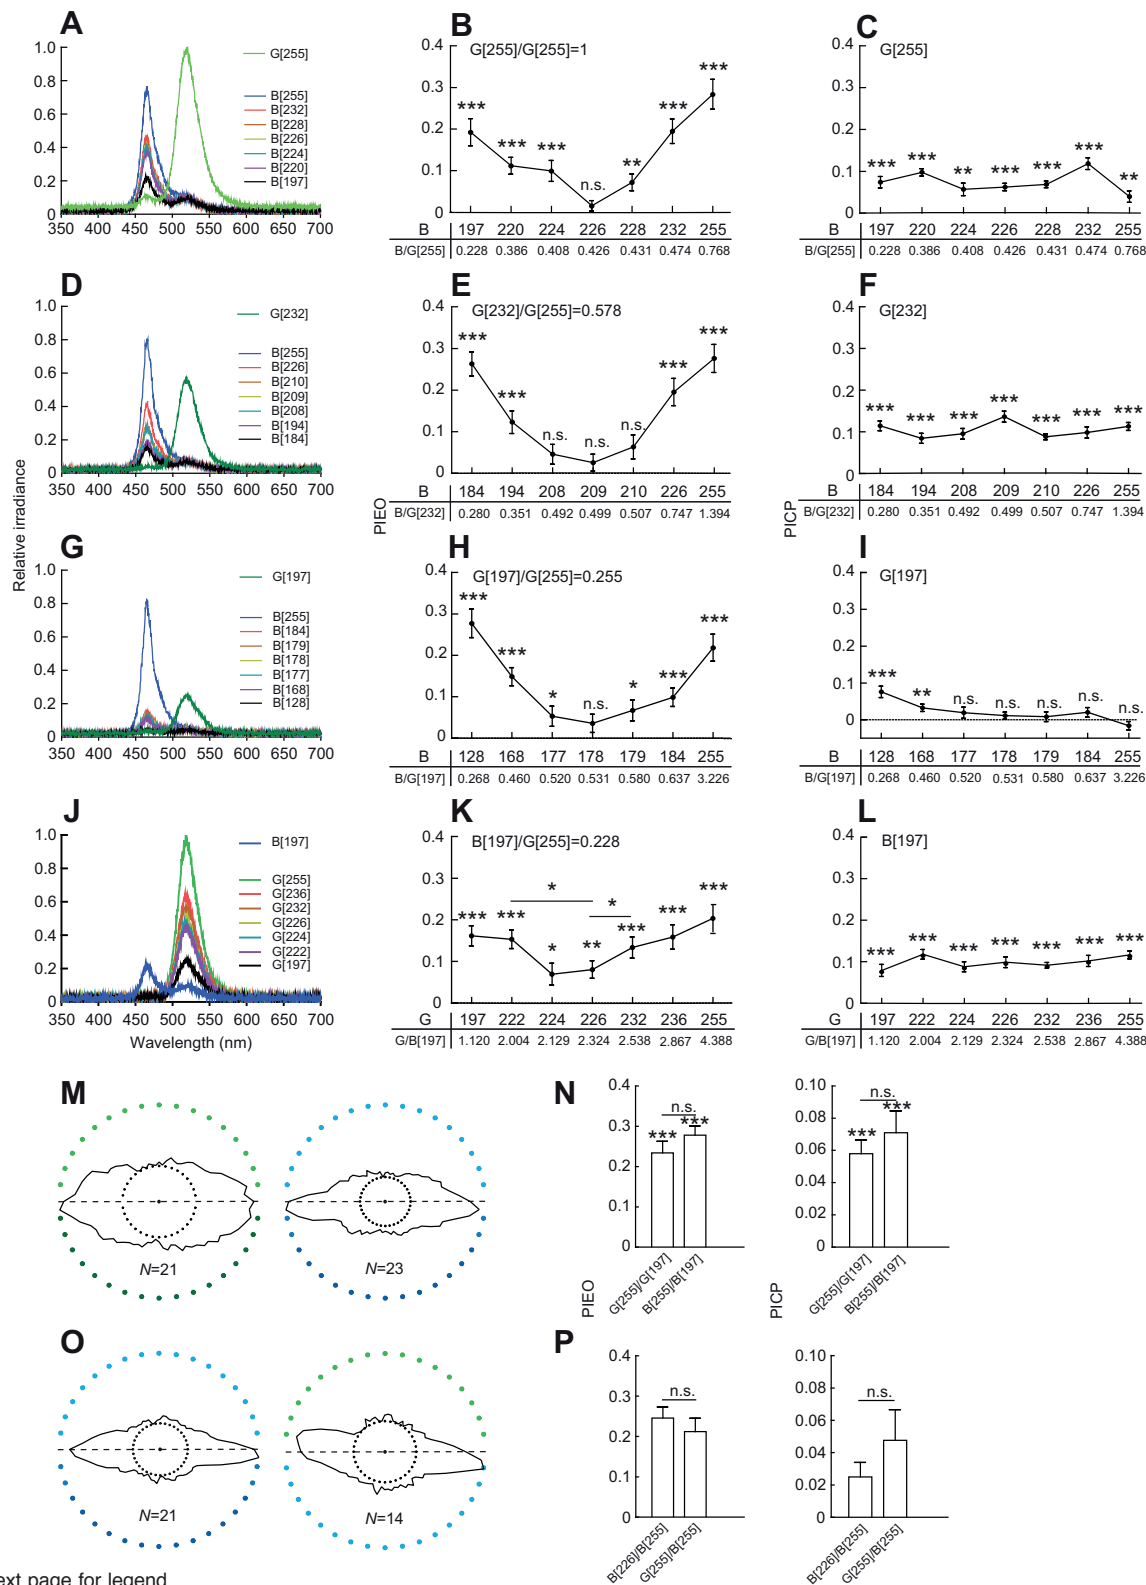 A
Relative irradiance
1.0
0.8
0.6
0.4
0.2
0
350 400 450 500 550 600 650 700
G[255]
B[255]
B[232]
B[228]
B[226]
B[224]
B[220]
B[197]
B
G[255]/G[255]=1
0.4
0.3
0.2
0.1
0
*** *** *** n.s. ** *** ***
B 197 220 224 226 228 232 255
B/G[255] 0.228 0.386 0.408 0.426 0.431 0.474 0.768
C
G[255]
0.4
0.3
0.2
0.1
0
*** *** ** *** *** *** **
B 197 220 224 226 228 232 255
B/G[255] 0.228 0.386 0.408 0.426 0.431 0.474 0.768
D
1.0
0.8
0.6
0.4
0.2
0
350 400 450 500 550 600 650 700
G[232]
B[255]
B[226]
B[210]
B[209]
B[208]
B[194]
B[184]
E
G[232]/G[255]=0.578
0.4
0.3
0.2
0.1
0
*** *** n.s. n.s. n.s. *** ***
PIEO
B 184 194 208 209 210 226 255
B/G[232] 0.280 0.351 0.492 0.499 0.507 0.747 1.394
F
G[232]
0.4
0.3
0.2
0.1
0
*** *** *** *** *** *** ***
PICP
B 184 194 208 209 210 226 255
B/G[232] 0.280 0.351 0.492 0.499 0.507 0.747 1.394
G
1.0
0.8
0.6
0.4
0.2
0
350 400 450 500 550 600 650 700
G[197]
B[255]
B[184]
B[179]
B[178]
B[177]
B[168]
B[128]
H
G[197]/G[255]=0.255
0.4
0.3
0.2
0.1
0
*** *** * n.s. * *** ***
B 128 168 177 178 179 184 255
B/G[197] 0.268 0.460 0.520 0.531 0.580 0.637 3.226
I
G[197]
0.4
0.3
0.2
0.1
0
*** ** n.s. n.s. n.s. n.s. n.s.
B 128 168 177 178 179 184 255
B/G[197] 0.268 0.460 0.520 0.531 0.580 0.637 3.226
J
1.0
0.8
0.6
0.4
0.2
0
350 400 450 500 550 600 650 700
Wavelength (nm)
B[197]
G[255]
G[236]
G[232]
G[226]
G[224]
G[222]
G[197]
K
B[197]/G[255]=0.228
0.4
0.3
0.2
0.1
0
* *
*** *** * ** *** *** ***
G 197 222 224 226 232 236 255
G/B[197] 1.120 2.004 2.129 2.324 2.538 2.867 4.388
L
B[197]
0.4
0.3
0.2
0.1
0
*** *** *** *** *** *** ***
G 197 222 224 226 232 236 255
G/B[197] 1.120 2.004 2.129 2.324 2.538 2.867 4.388
M
N=21
N=23
N
PIEO
0.4
0.3
0.2
0.1
0
n.s.
*** ***
G[255]/G[197]
B[255]/B[197]
PICP
0.10
0.08
0.06
0.04
0.02
0
n.s.
*** ***
G[255]/G[197]
B[255]/B[197]
O
N=21
N=14
P
0.4
0.3
0.2
0.1
0
n.s.
B[226]/B[255]
G[255]/B[255]
0.10
0.08
0.06
0.04
0.02
0
n.s.
B[226]/B[255]
G[255]/B[255]
ext page for legend